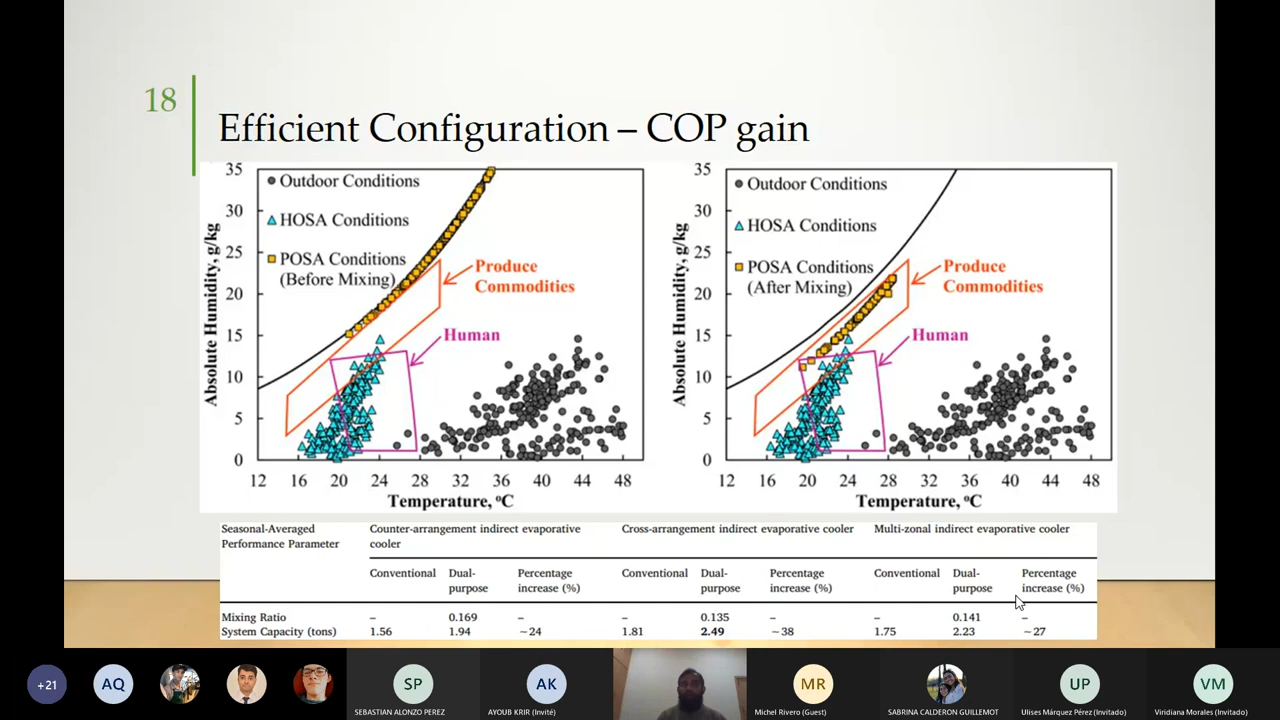 18
Efficient Configuration – COP gain
35
30
25
20
15
10
5
0
Absolute Humidity, g/kg
Outdoor Conditions
HOSA Conditions
POSA Conditions
(Before Mixing)
Produce
Commodities
Human
12 16 20 24 28 32 36 40 44 48
Temperature, °C
35
30
25
20
15
10
5
0
Absolute Humidity, g/kg
Outdoor Conditions
HOSA Conditions
POSA Conditions
(After Mixing)
Produce
Commodities
Human
12 16 20 24 28 32 36 40 44 48
Temperature, °C
Seasonal-Averaged Counter-arrangement indirect evaporative Cross-arrangement indirect evaporative cooler Multi-zonal indirect evaporative cooler
Performance Parameter cooler
Conventional Dual- Percentage Conventional Dual- Percentage Conventional Dual- Percentage
purpose increase (%) purpose increase (%) purpose increase (%)
Mixing Ratio – 0.169 – – 0.135 – – 0.141 –
System Capacity (tons) 1.56 1.94 ~24 1.81 2.49 ~38 1.75 2.23 ~27
+21 AQ SP AK MR UP VM
SEBASTIAN ALONZO PEREZ AYOUB KRIR (Invité) Michel Rivero (Guest) SABRINA CALDERON GUILLEMOT Ulises Márquez Pérez (Invitado) Viridiana Morales (Invitado)